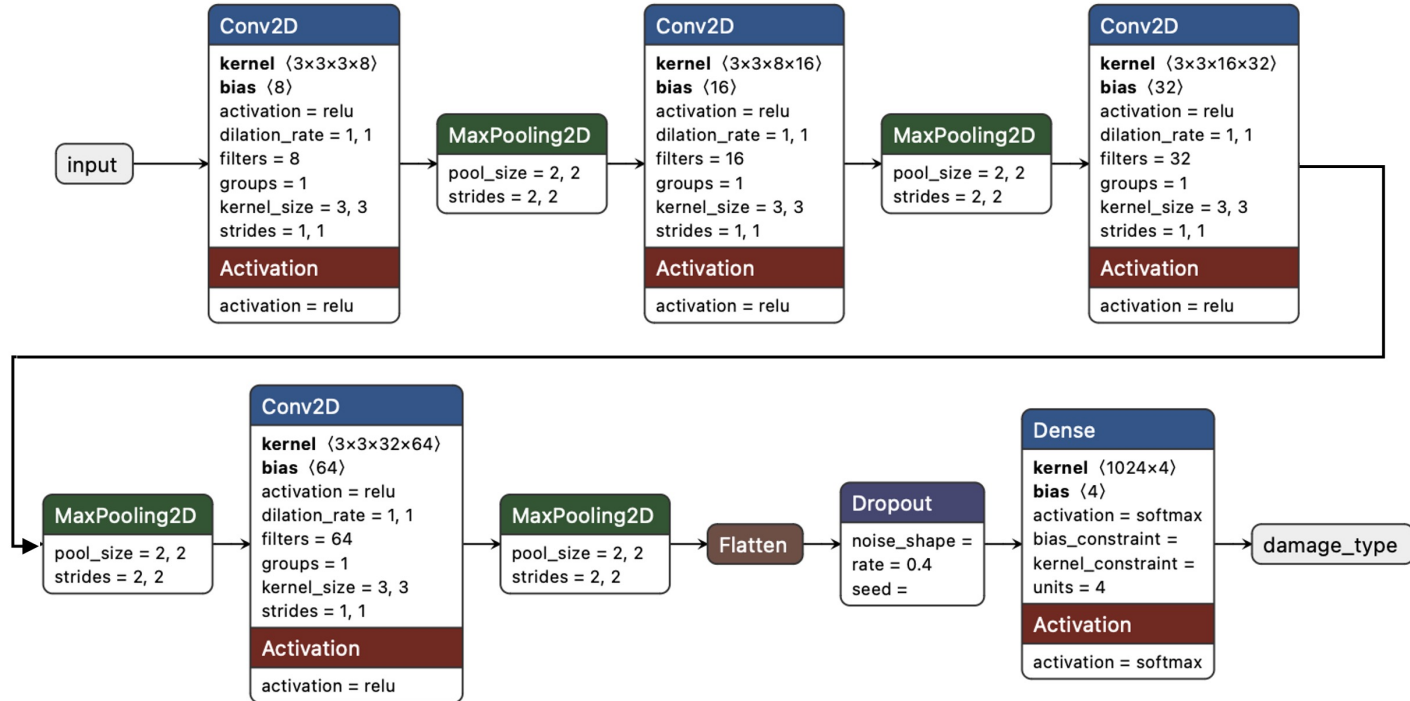 input
Conv2D
kernel ⟨3×3×3×8⟩
bias ⟨8⟩
activation = relu
dilation_rate = 1, 1
filters = 8
groups = 1
kernel_size = 3, 3
strides = 1, 1
Activation
activation = relu
MaxPooling2D
pool_size = 2, 2
strides = 2, 2
Conv2D
kernel ⟨3×3×8×16⟩
bias ⟨16⟩
activation = relu
dilation_rate = 1, 1
filters = 16
groups = 1
kernel_size = 3, 3
strides = 1, 1
Activation
activation = relu
MaxPooling2D
pool_size = 2, 2
strides = 2, 2
Conv2D
kernel ⟨3×3×16×32⟩
bias ⟨32⟩
activation = relu
dilation_rate = 1, 1
filters = 32
groups = 1
kernel_size = 3, 3
strides = 1, 1
Activation
activation = relu
MaxPooling2D
pool_size = 2, 2
strides = 2, 2
Conv2D
kernel ⟨3×3×32×64⟩
bias ⟨64⟩
activation = relu
dilation_rate = 1, 1
filters = 64
groups = 1
kernel_size = 3, 3
strides = 1, 1
Activation
activation = relu
MaxPooling2D
pool_size = 2, 2
strides = 2, 2
Flatten
Dropout
noise_shape =
rate = 0.4
seed =
Dense
kernel ⟨1024×4⟩
bias ⟨4⟩
activation = softmax
bias_constraint =
kernel_constraint =
units = 4
Activation
activation = softmax
damage_type